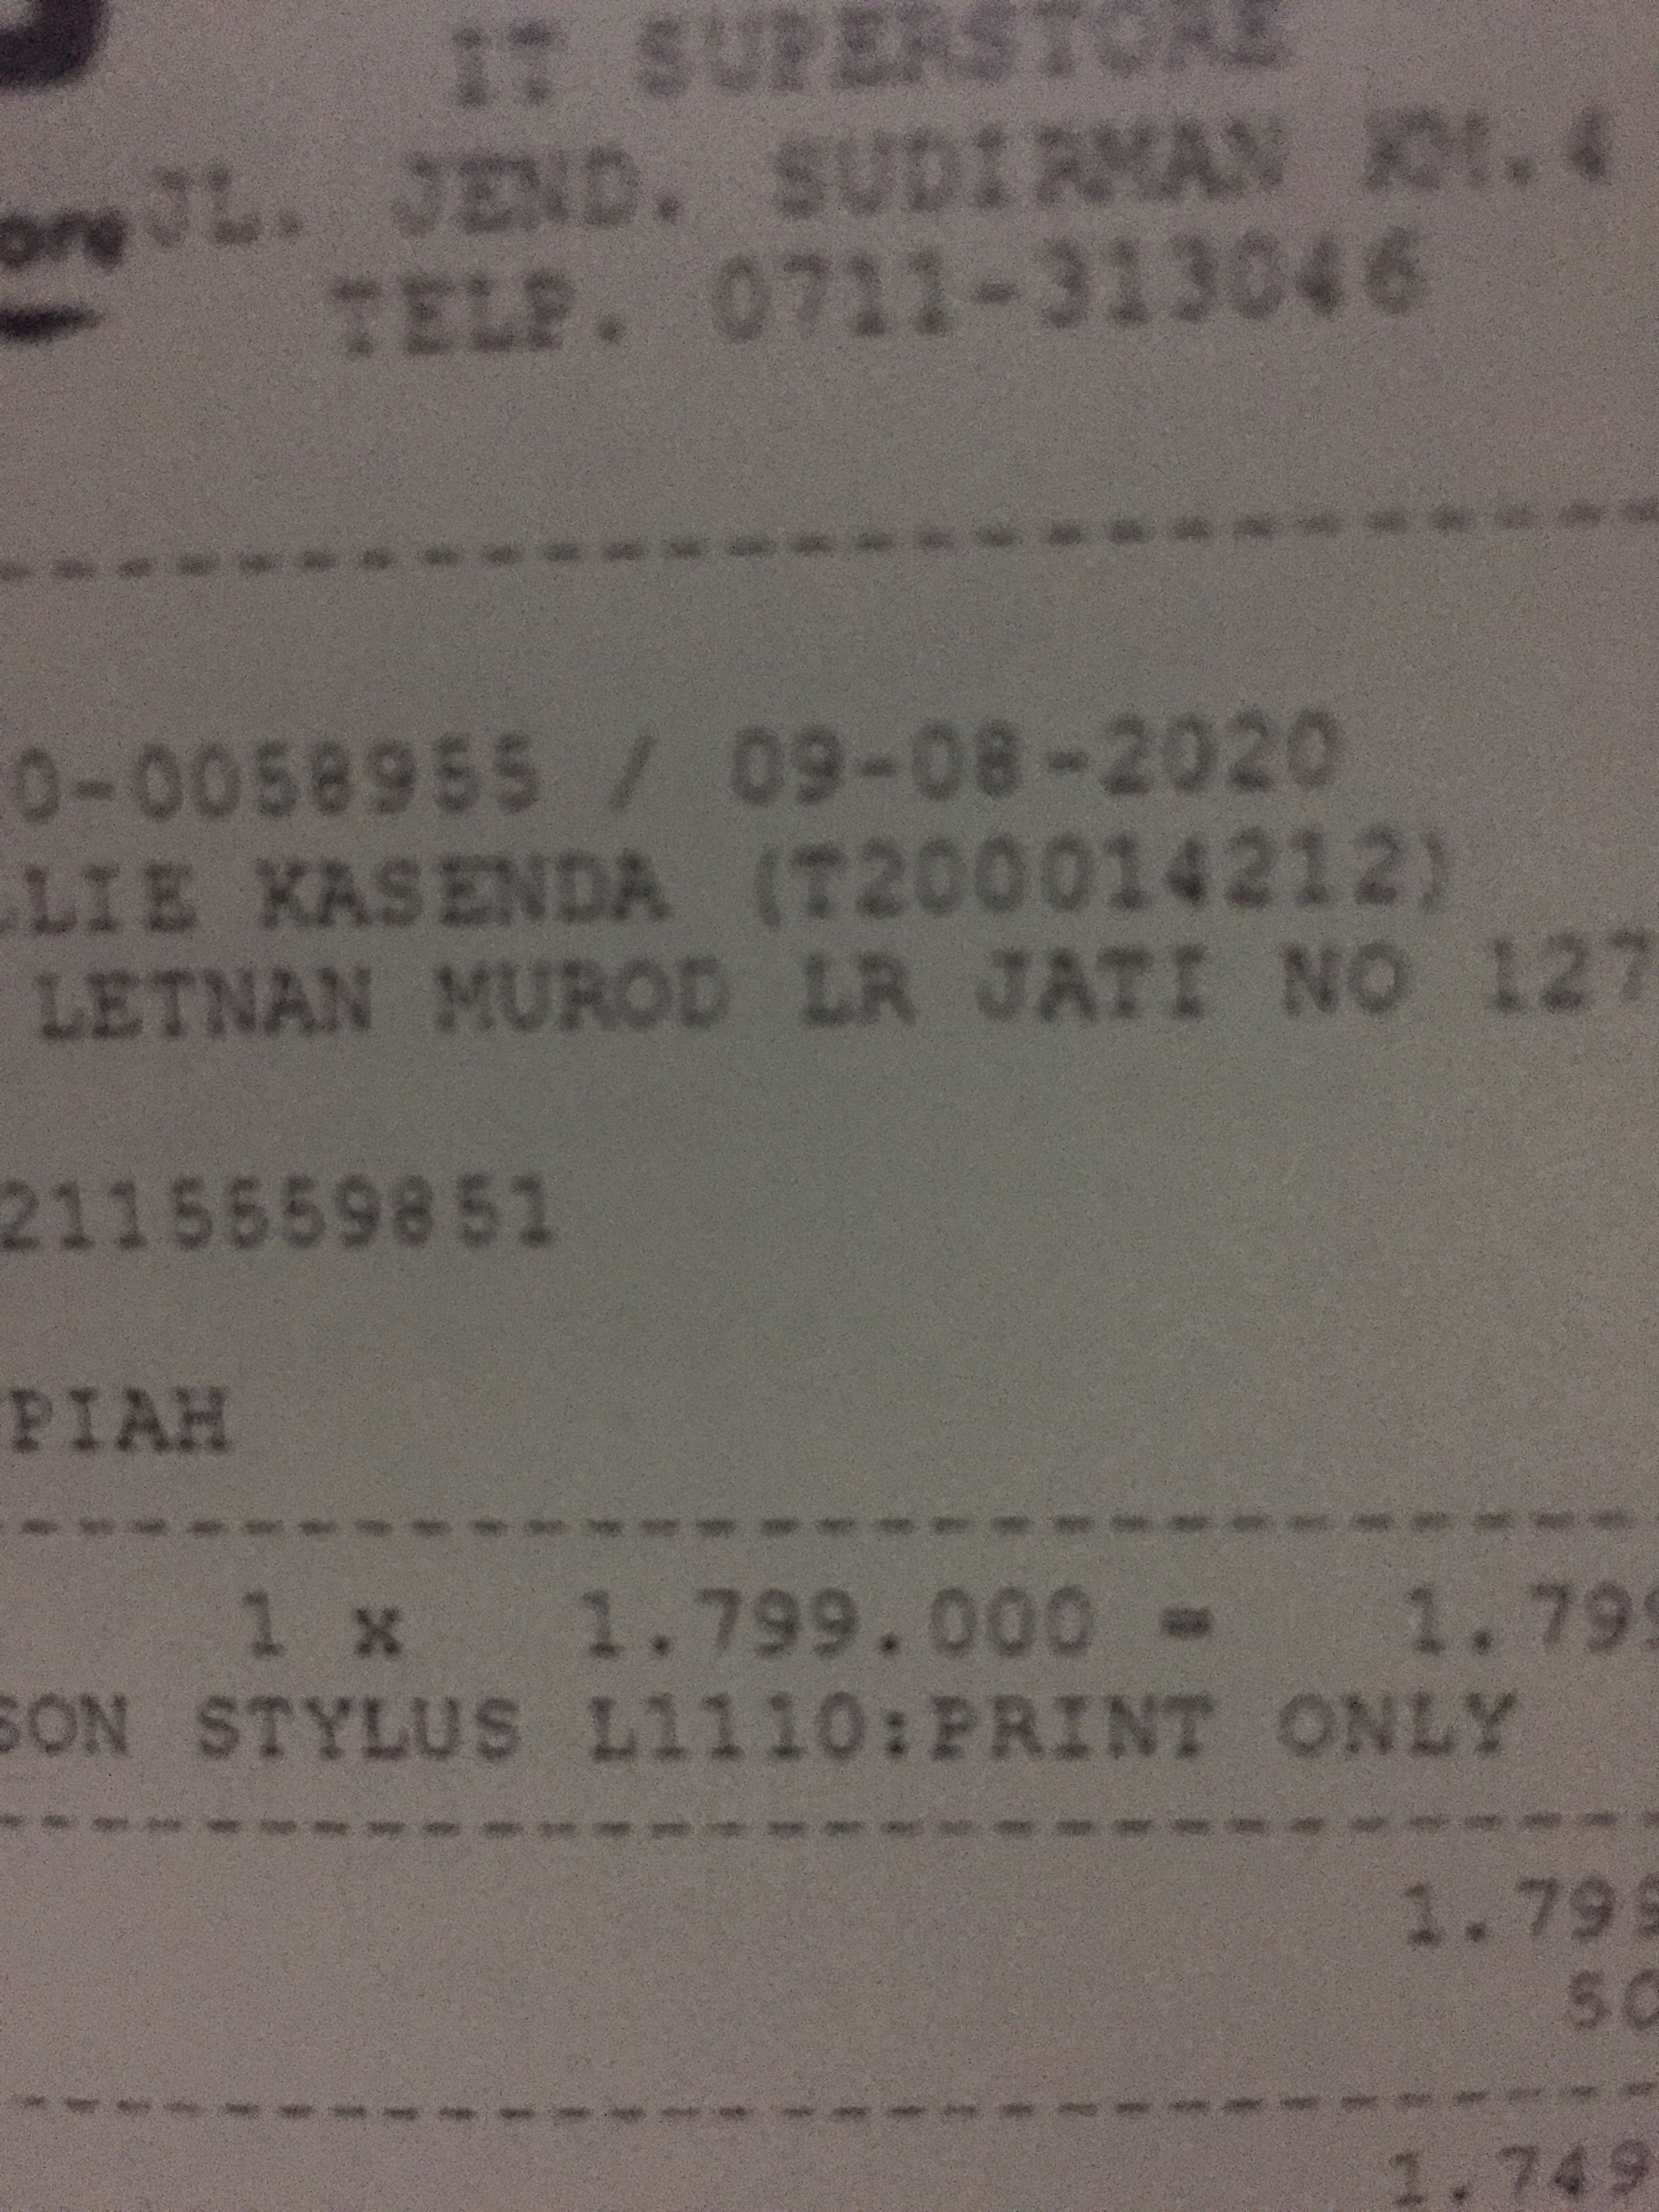 IT SUPERSTORE
ore JL. JEND. SUDIRMAN KM.4
TELP. 0711-313046
0-0058955 / 09-08-2020
LLIE KASENDA (T200014212)
LETNAN MUROD LR JATI NO 127
2115559851
PIAH
1 x 1.799.000 = 1.799
SON STYLUS L1110:PRINT ONLY
1.799
50
1.749